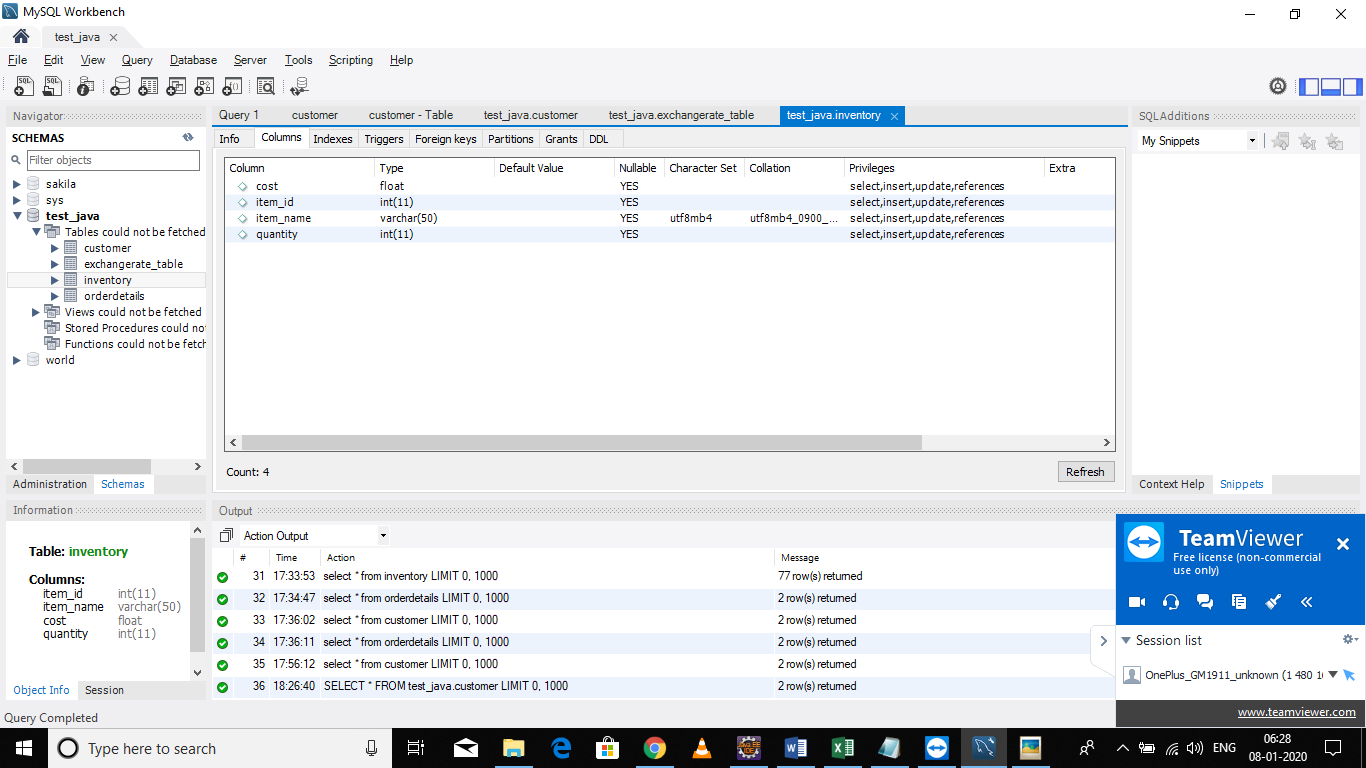 MySQL Workbench
test_java
File Edit View Query Database Server Tools Scripting Help
Navigator
SCHEMAS
Filter objects
sakila
sys
test_java
Tables could not be fetched
customer
exchangerate_table
inventory
orderdetails
Views could not be fetched
Stored Procedures could not
Functions could not be fetch
world
Administration Schemas
Information
Table: inventory
Columns:
item_id int(11)
item_name varchar(50)
cost float
quantity int(11)
Object Info Session
Query Completed
Query 1 customer customer - Table test_java.customer test_java.exchangerate_table test_java.inventory
Info Columns Indexes Triggers Foreign keys Partitions Grants DDL
Column Type Default Value Nullable Character Set Collation Privileges Extra
cost float YES select,insert,update,references
item_id int(11) YES select,insert,update,references
item_name varchar(50) YES utf8mb4 utf8mb4_0900_... select,insert,update,references
quantity int(11) YES select,insert,update,references
Count: 4
Refresh
Output
Action Output
# Time Action Message
31 17:33:53 select * from inventory LIMIT 0, 1000 77 row(s) returned
32 17:34:47 select * from orderdetails LIMIT 0, 1000 2 row(s) returned
33 17:36:02 select * from customer LIMIT 0, 1000 2 row(s) returned
34 17:36:11 select * from orderdetails LIMIT 0, 1000 2 row(s) returned
35 17:56:12 select * from customer LIMIT 0, 1000 2 row(s) returned
36 18:26:40 SELECT * FROM test_java.customer LIMIT 0, 1000 2 row(s) returned
SQLAdditions
My Snippets
Context Help Snippets
TeamViewer
Free license (non-commercial
use only)
Session list
OnePlus_GM1911_unknown (1 480 1
www.teamviewer.com
Type here to search
ENG
06:28
08-01-2020